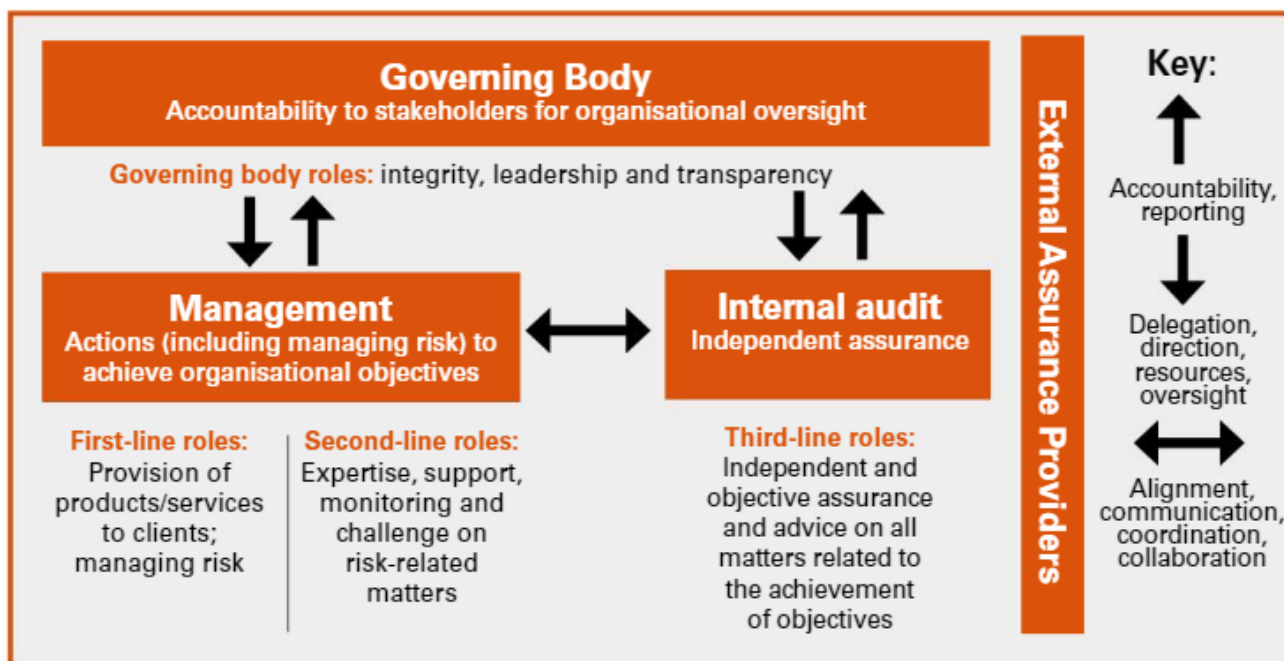 Governing Body
Accountability to stakeholders for organisational oversight
Governing body roles: integrity, leadership and transparency
Management
Actions (including managing risk) to
achieve organisational objectives
Internal audit
Independent assurance
First-line roles:
Provision of
products/services
to clients;
managing risk
Second-line roles:
Expertise, support,
monitoring and
challenge on
risk-related
matters
Third-line roles:
Independent and
objective assurance
and advice on all
matters related to
the achievement
of objectives
External Assurance Providers
Key:
Accountability,
reporting
Delegation,
direction,
resources,
oversight
Alignment,
communication,
coordination,
collaboration